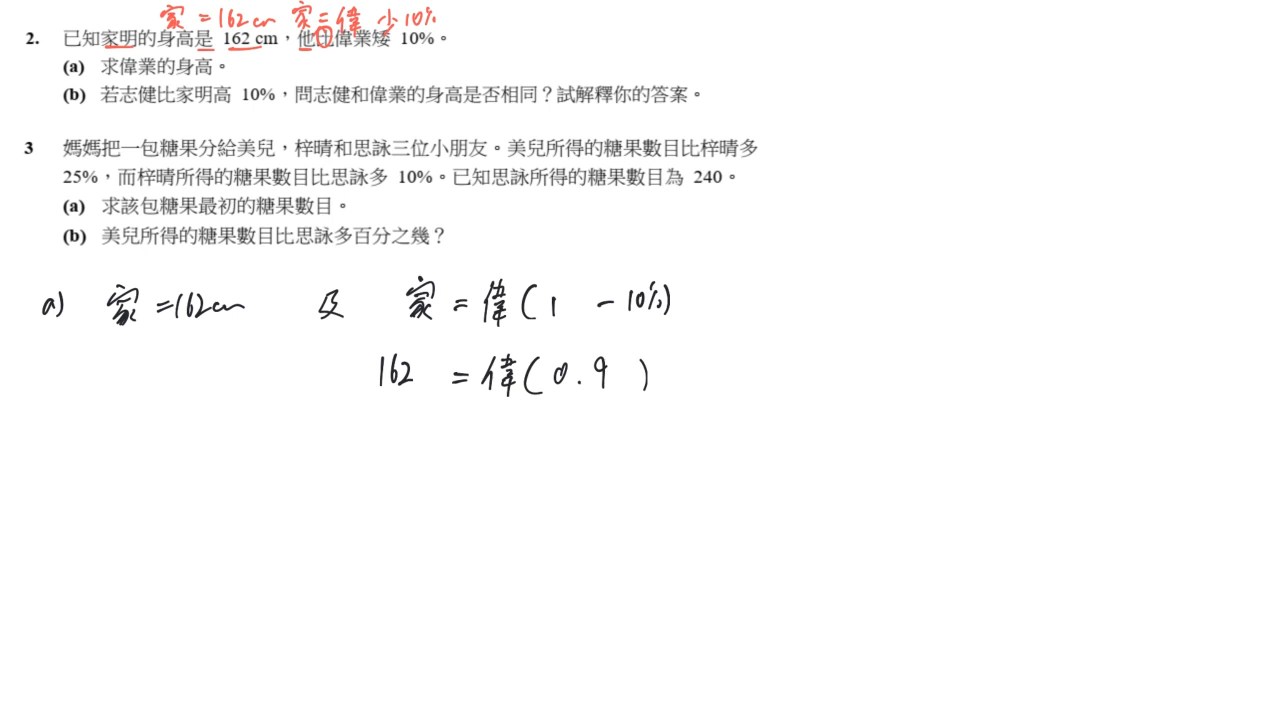 家 = 162 cm 家 = 偉 少 10%
2. 已知家明的身高是 162 cm，他比偉業矮 10%。
(a) 求偉業的身高。
(b) 若志健比家明高 10%，問志健和偉業的身高是否相同？試解釋你的答案。
3 媽媽把一包糖果分給美兒，梓晴和思詠三位小朋友。美兒所得的糖果數目比梓晴多
25%，而梓晴所得的糖果數目比思詠多 10%。已知思詠所得的糖果數目為 240。
(a) 求該包糖果最初的糖果數目。
(b) 美兒所得的糖果數目比思詠多百分之幾？
a) 家 = 162 cm 及 家 = 偉 ( 1 - 10% )
162 = 偉 ( 0.9 )